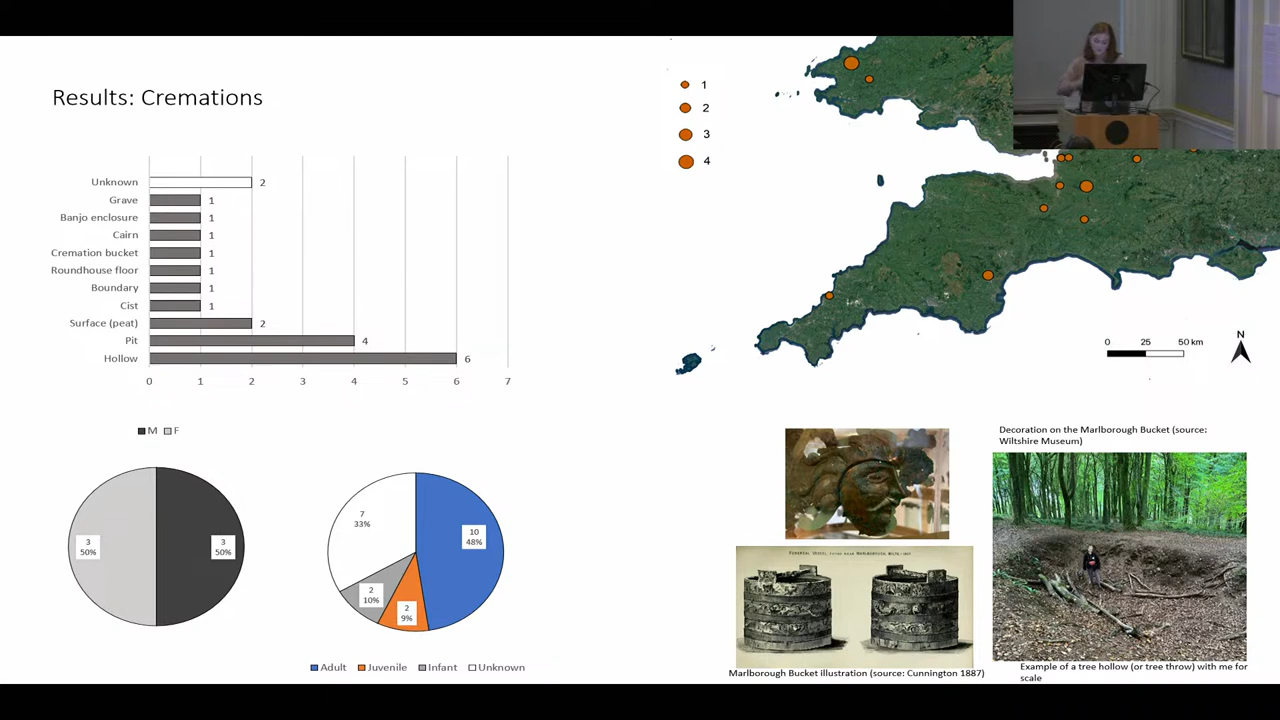 Results: Cremations
Unknown 2
Grave 1
Banjo enclosure 1
Cairn 1
Cremation bucket 1
Roundhouse floor 1
Boundary 1
Cist 1
Surface (peat) 2
Pit 4
Hollow 6
0 1 2 3 4 5 6 7
M F
3
50%
3
50%
7
33%
10
48%
2
10%
2
9%
Adult Juvenile Infant Unknown
1
2
3
4
N
0 25 50 km
Decoration on the Marlborough Bucket (source:
Wiltshire Museum)
Marlborough Bucket illustration (source: Cunnington 1887)
Example of a tree hollow (or tree throw) with me for
scale